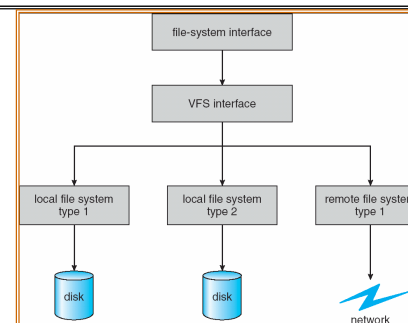 file-system interface
VFS interface
local file system
type 1
local file system
type 2
remote file system
type 1
disk
disk
network